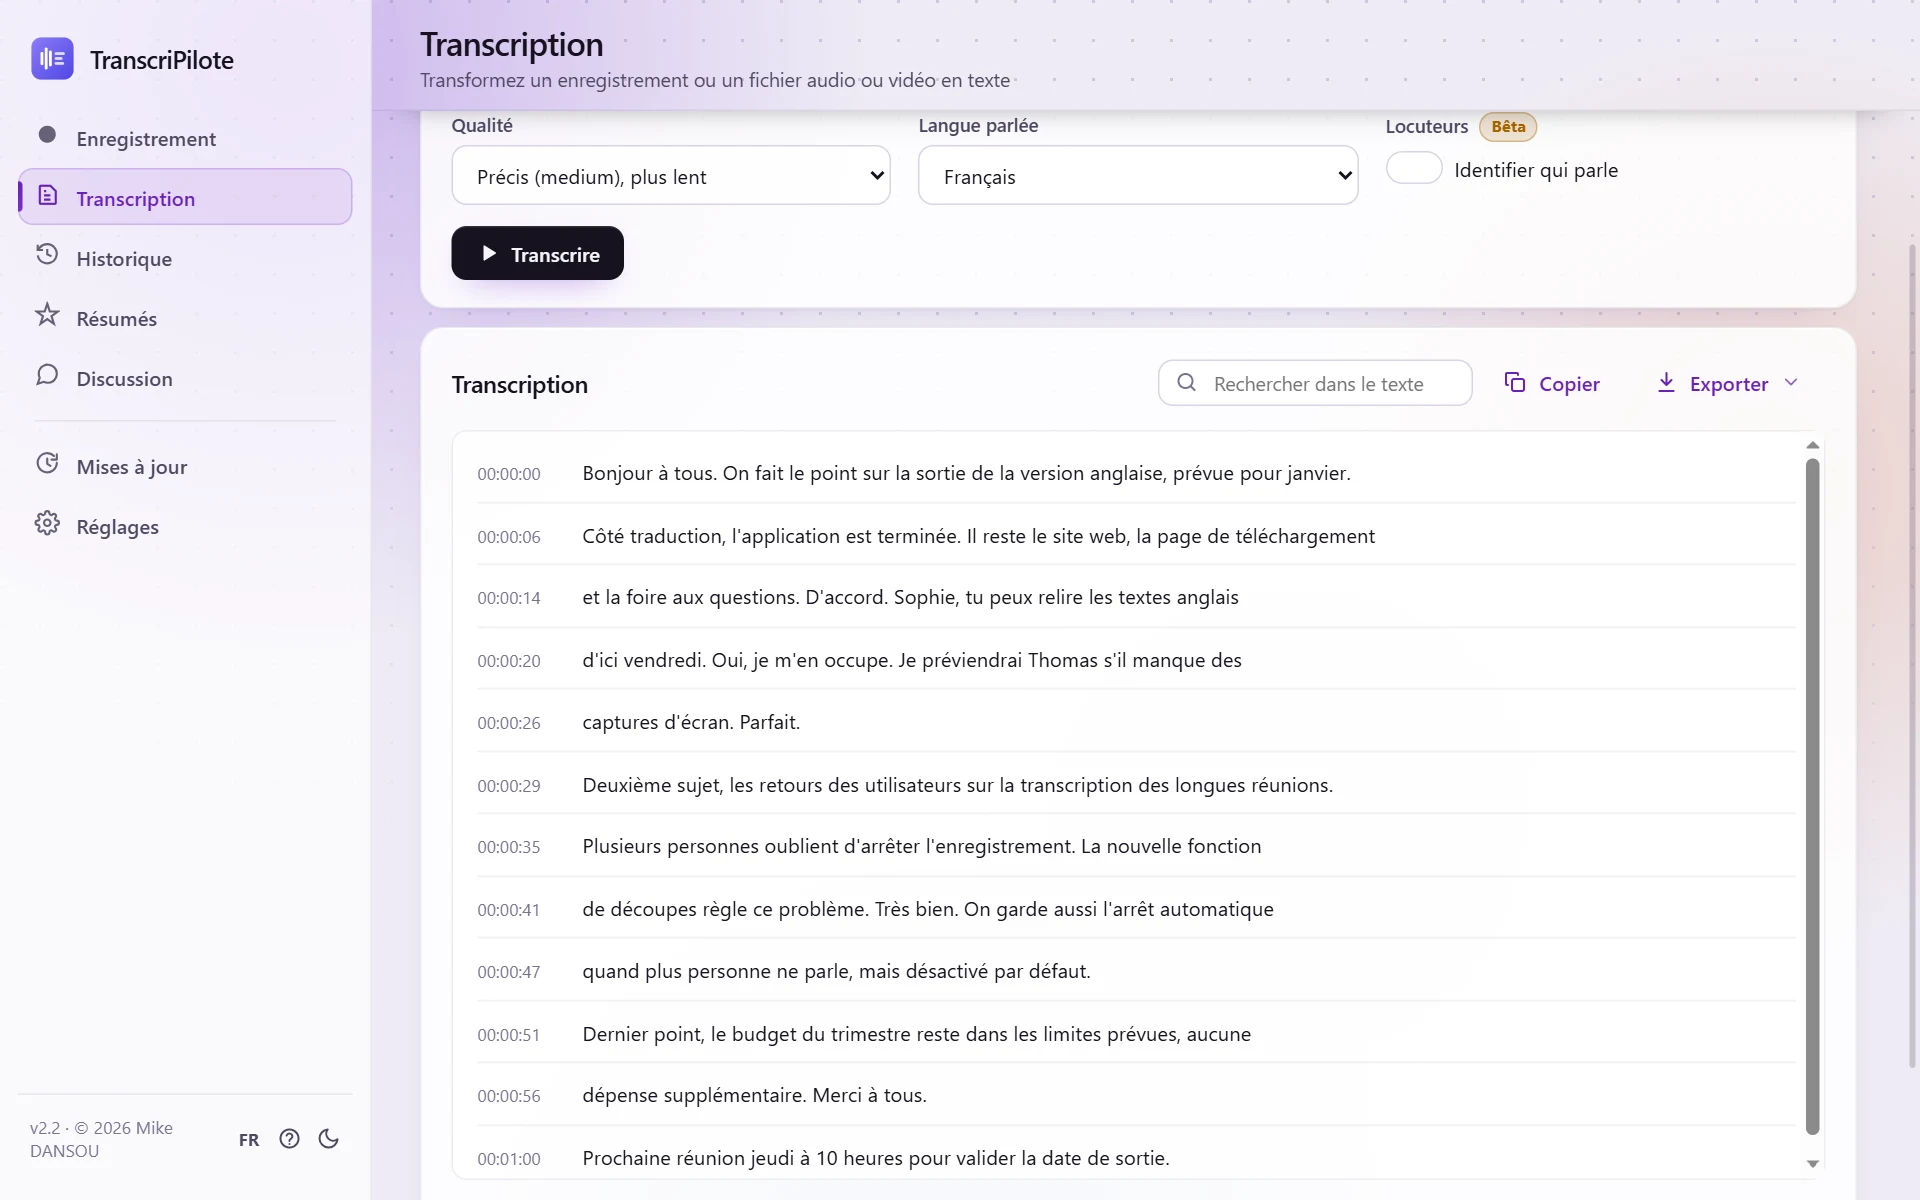 TranscriPilote
Enregistrement
Transcription
Historique
Résumés
Discussion
Mises à jour
Réglages
v2.2 · © 2026 Mike
DANSOU
FR
Transcription
Transformez un enregistrement ou un fichier audio ou vidéo en texte
Qualité
Langue parlée
Locuteurs Bêta
Précis (medium), plus lent
Français
Identifier qui parle
Transcrire
Transcription
Rechercher dans le texte
Copier
Exporter
00:00:00 Bonjour à tous. On fait le point sur la sortie de la version anglaise, prévue pour janvier.
00:00:06 Côté traduction, l'application est terminée. Il reste le site web, la page de téléchargement
00:00:14 et la foire aux questions. D'accord. Sophie, tu peux relire les textes anglais
00:00:20 d'ici vendredi. Oui, je m'en occupe. Je préviendrai Thomas s'il manque des
00:00:26 captures d'écran. Parfait.
00:00:29 Deuxième sujet, les retours des utilisateurs sur la transcription des longues réunions.
00:00:35 Plusieurs personnes oublient d'arrêter l'enregistrement. La nouvelle fonction
00:00:41 de découpes règle ce problème. Très bien. On garde aussi l'arrêt automatique
00:00:47 quand plus personne ne parle, mais désactivé par défaut.
00:00:51 Dernier point, le budget du trimestre reste dans les limites prévues, aucune
00:00:56 dépense supplémentaire. Merci à tous.
00:01:00 Prochaine réunion jeudi à 10 heures pour valider la date de sortie.